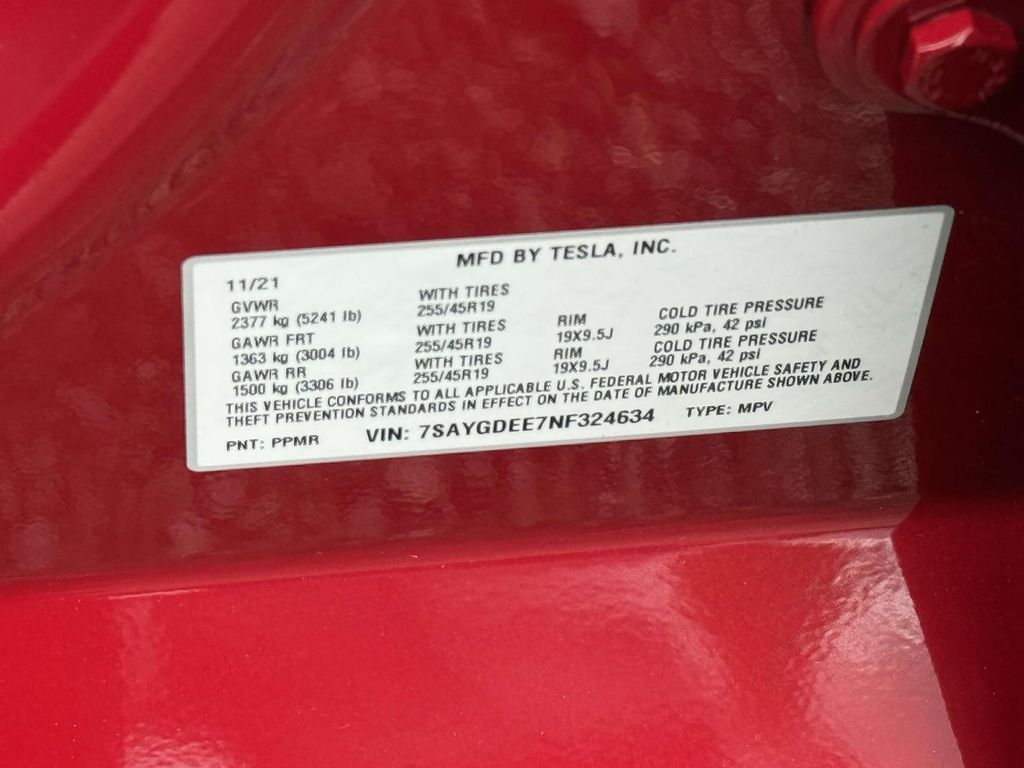 MFD BY TESLA, INC.
11/21
GVWR WITH TIRES
2377 kg (5241 lb) 255/45R19 RIM COLD TIRE PRESSURE
GAWR FRT WITH TIRES 19X9.5J 290 kPa, 42 psi
1363 kg (3004 lb) 255/45R19 RIM COLD TIRE PRESSURE
GAWR RR WITH TIRES 19X9.5J 290 kPa, 42 psi
1500 kg (3306 lb) 255/45R19
THIS VEHICLE CONFORMS TO ALL APPLICABLE U.S. FEDERAL MOTOR VEHICLE SAFETY AND
THEFT PREVENTION STANDARDS IN EFFECT ON THE DATE OF MANUFACTURE SHOWN ABOVE.
PNT: PPMR VIN: 7SAYGDEE7NF324634 TYPE: MPV